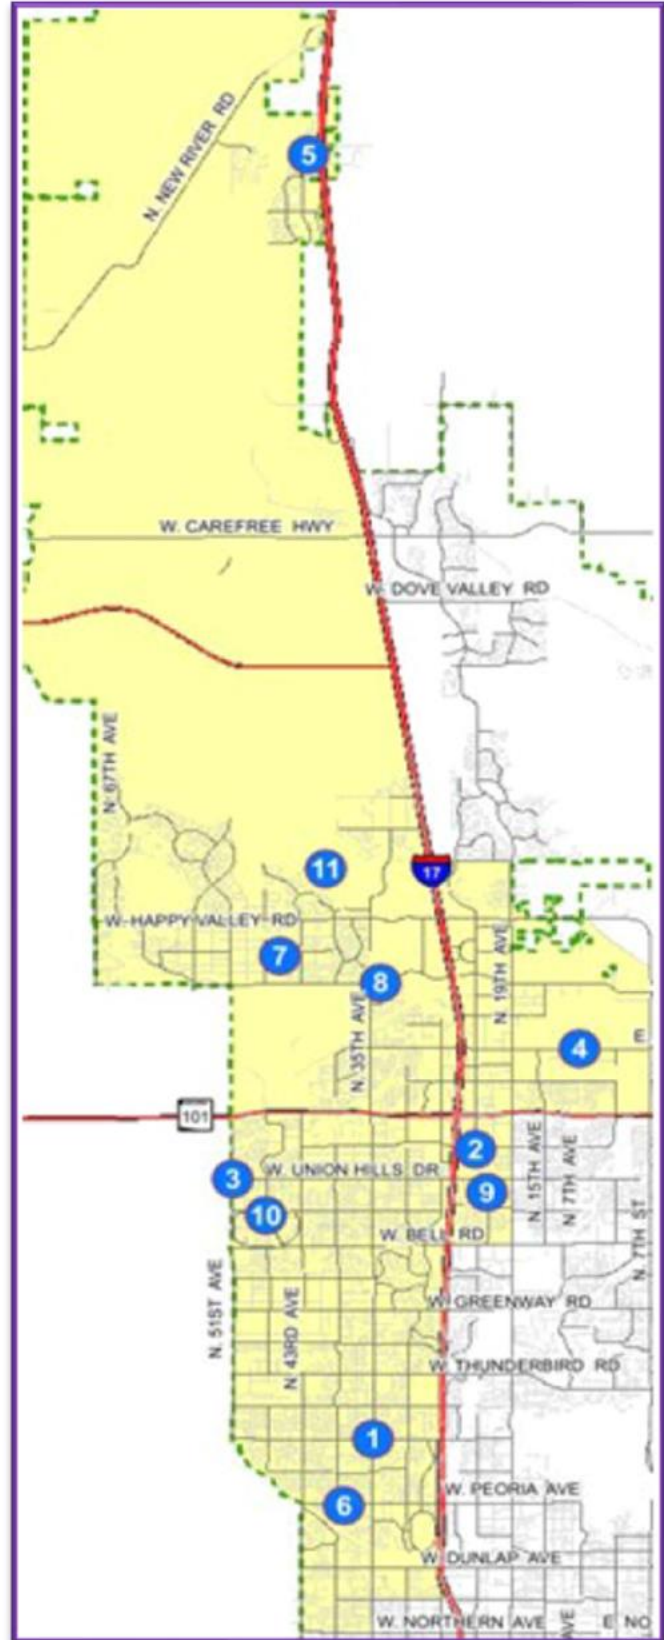 N. NEW RIVER RD
5
W. CAREFREE HWY
W. DOVE VALLEY RD
N. 67TH AVE
11
17
W. HAPPY VALLEY RD
7
8
N. 19TH AVE
N. 35TH AVE
4
E
101
2
3
W. UNION HILLS DR
N. 15TH AVE
N. 7TH AVE
9
10
W. BELL RD
N. 7TH ST
N. 51ST AVE
N. 43RD AVE
W. GREENWAY RD
W. THUNDERBIRD RD
1
W. PEORIA AVE
6
W. DUNLAP AVE
W. NORTHERN AVE
AVE
E NO